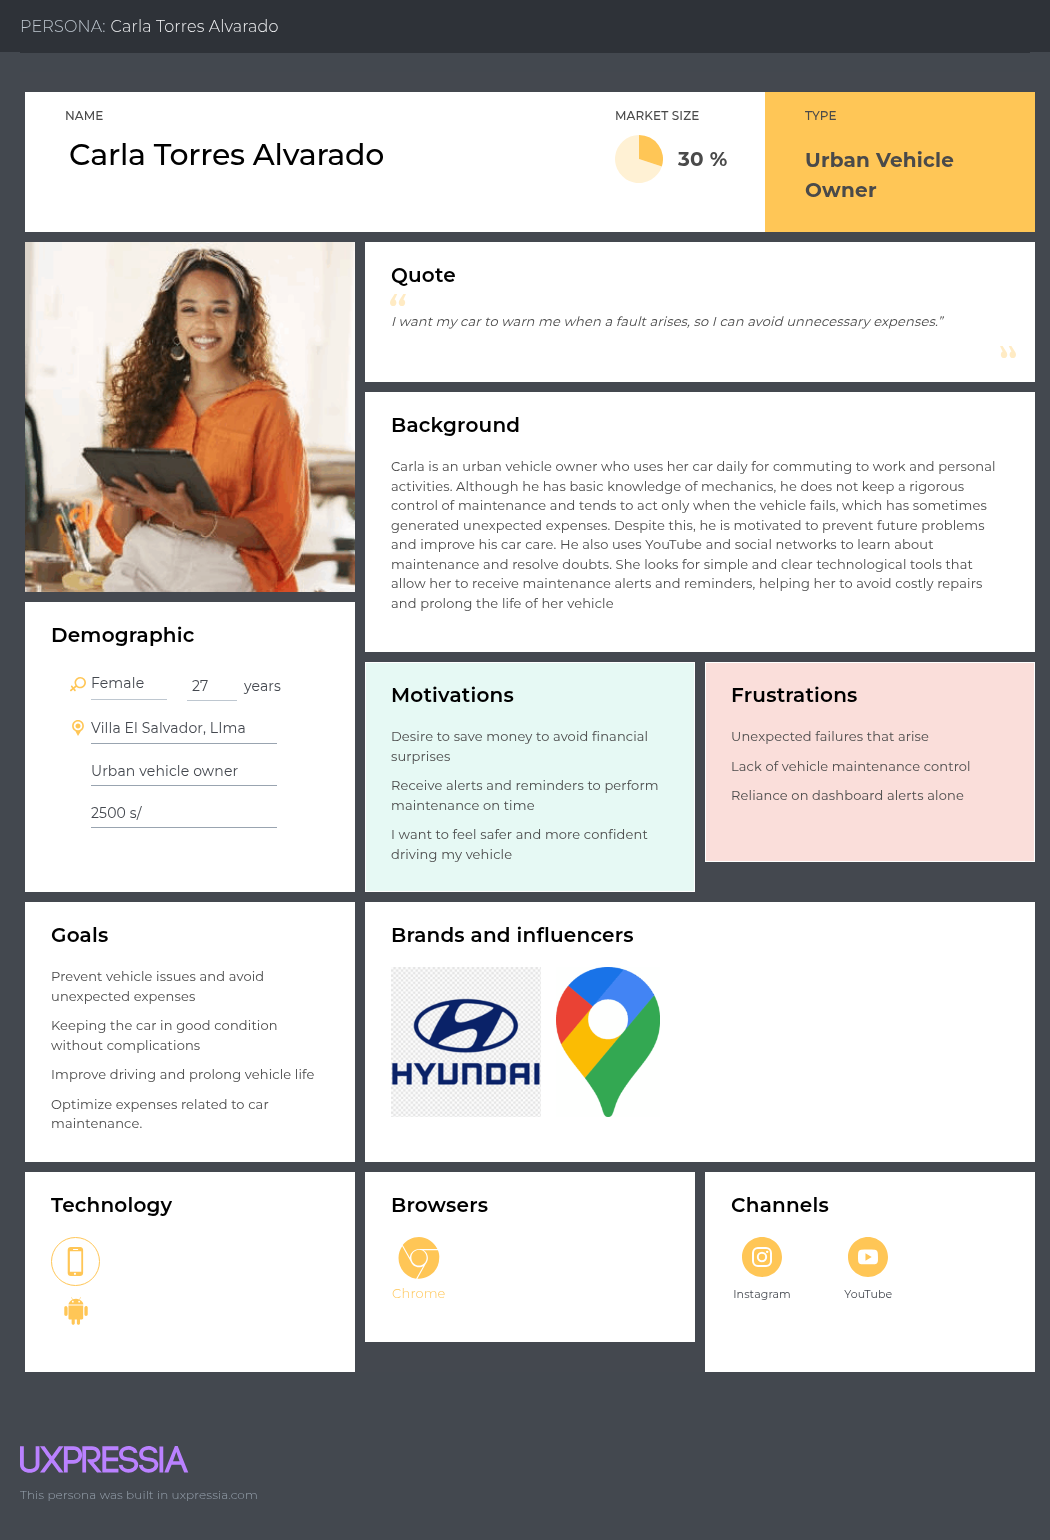 PERSONA: Carla Torres Alvarado
NAME
Carla Torres Alvarado
MARKET SIZE
30 %
TYPE
Urban Vehicle
Owner
Quote
“
I want my car to warn me when a fault arises, so I can avoid unnecessary expenses.”
”
Background
Carla is an urban vehicle owner who uses her car daily for commuting to work and personal
activities. Although he has basic knowledge of mechanics, he does not keep a rigorous
control of maintenance and tends to act only when the vehicle fails, which has sometimes
generated unexpected expenses. Despite this, he is motivated to prevent future problems
and improve his car care. He also uses YouTube and social networks to learn about
maintenance and resolve doubts. She looks for simple and clear technological tools that
allow her to receive maintenance alerts and reminders, helping her to avoid costly repairs
and prolong the life of her vehicle
Demographic
Female 27 years
Villa El Salvador, LIma
Urban vehicle owner
2500 s/
Motivations
Desire to save money to avoid financial
surprises
Receive alerts and reminders to perform
maintenance on time
I want to feel safer and more confident
driving my vehicle
Frustrations
Unexpected failures that arise
Lack of vehicle maintenance control
Reliance on dashboard alerts alone
Goals
Prevent vehicle issues and avoid
unexpected expenses
Keeping the car in good condition
without complications
Improve driving and prolong vehicle life
Optimize expenses related to car
maintenance.
Brands and influencers
HYUNDAI
Technology
Browsers
Chrome
Channels
Instagram
YouTube
UXPRESSIA
This persona was built in uxpressia.com